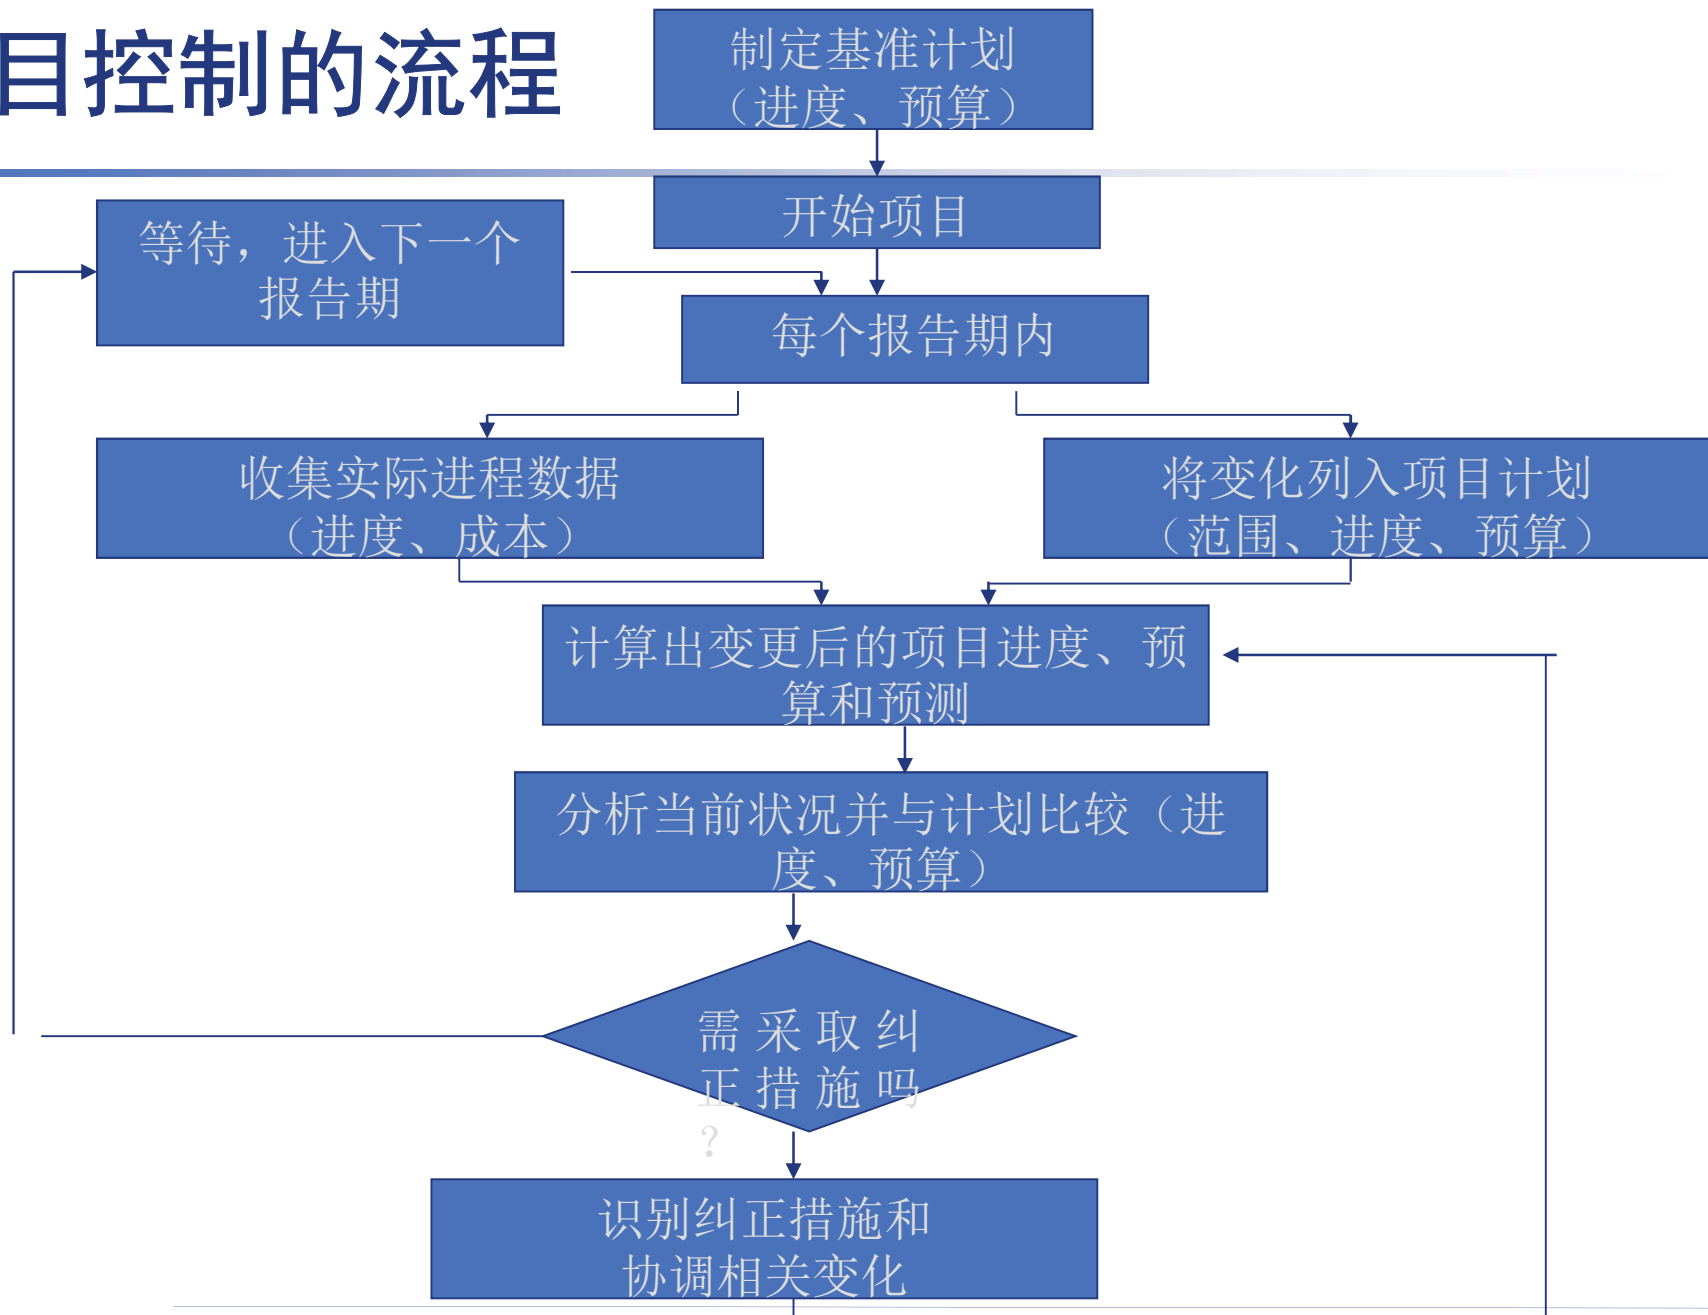 目控制的流程
制定基准计划
（进度、预算）
开始项目
等待，进入下一个
报告期
每个报告期内
收集实际进程数据
（进度、成本）
将变化列入项目计划
（范围、进度、预算）
计算出变更后的项目进度、预
算和预测
分析当前状况并与计划比较（进
度、预算）
需采取纠
正措施吗
？
识别纠正措施和
协调相关变化